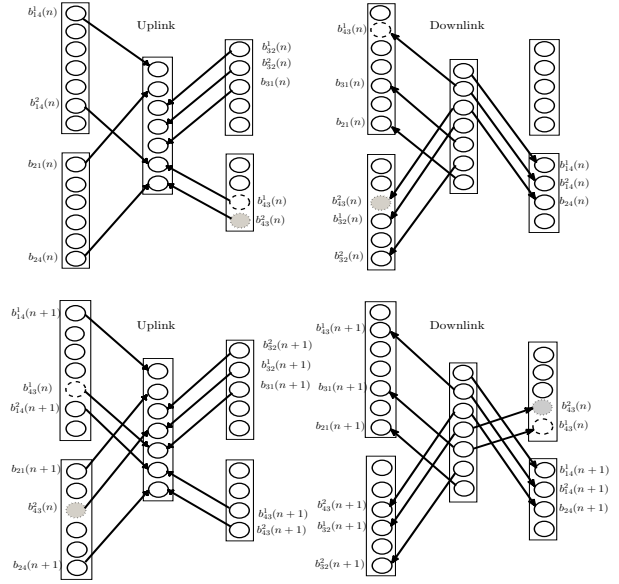 b^1_{14}(n)
Uplink
b^1_{32}(n)
b^2_{32}(n)
b_{31}(n)
b^2_{14}(n)
b_{21}(n)
b^1_{43}(n)
b^2_{43}(n)
b_{24}(n)
Downlink
b^1_{43}(n)
b_{31}(n)
b_{21}(n)
b^1_{14}(n)
b^2_{14}(n)
b_{24}(n)
b^2_{43}(n)
b^1_{32}(n)
b^2_{32}(n)
b^1_{14}(n+1)
Uplink
b^2_{32}(n+1)
b^1_{32}(n+1)
b_{31}(n+1)
b^1_{43}(n)
b^2_{14}(n+1)
b_{21}(n+1)
b^2_{43}(n)
b^1_{43}(n+1)
b^2_{43}(n+1)
b_{24}(n+1)
Downlink
b^1_{43}(n+1)
b_{31}(n+1)
b^2_{43}(n)
b^1_{43}(n)
b_{21}(n+1)
b^1_{14}(n+1)
b^2_{14}(n+1)
b_{24}(n+1)
b^2_{43}(n+1)
b^1_{32}(n+1)
b^2_{32}(n+1)